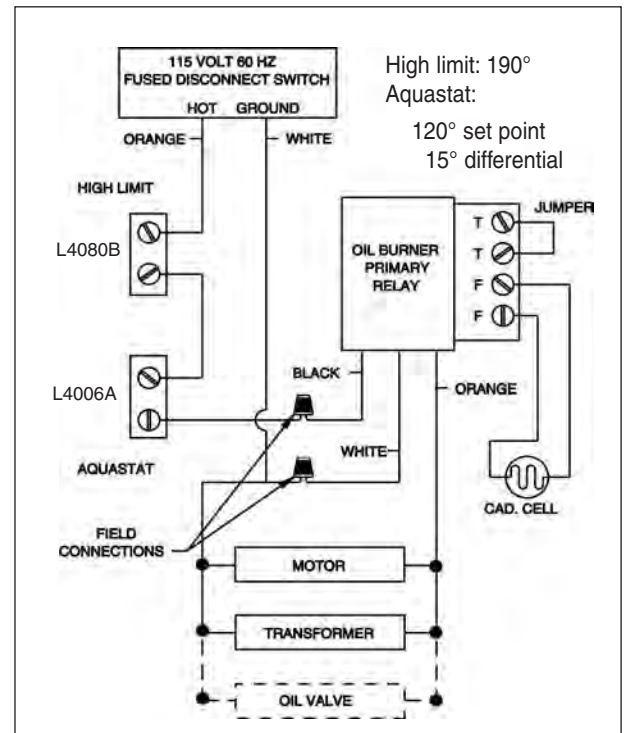 115 VOLT 60 HZ
FUSED DISCONNECT SWITCH
HOT GROUND
High limit: 190°
Aquastat:
120° set point
15° differential
ORANGE
WHITE
HIGH LIMIT
L4080B
OIL BURNER
PRIMARY
RELAY
T
T
F
F
JUMPER
L4006A
AQUASTAT
BLACK
ORANGE
WHITE
CAD. CELL
FIELD
CONNECTIONS
MOTOR
TRANSFORMER
OIL VALVE